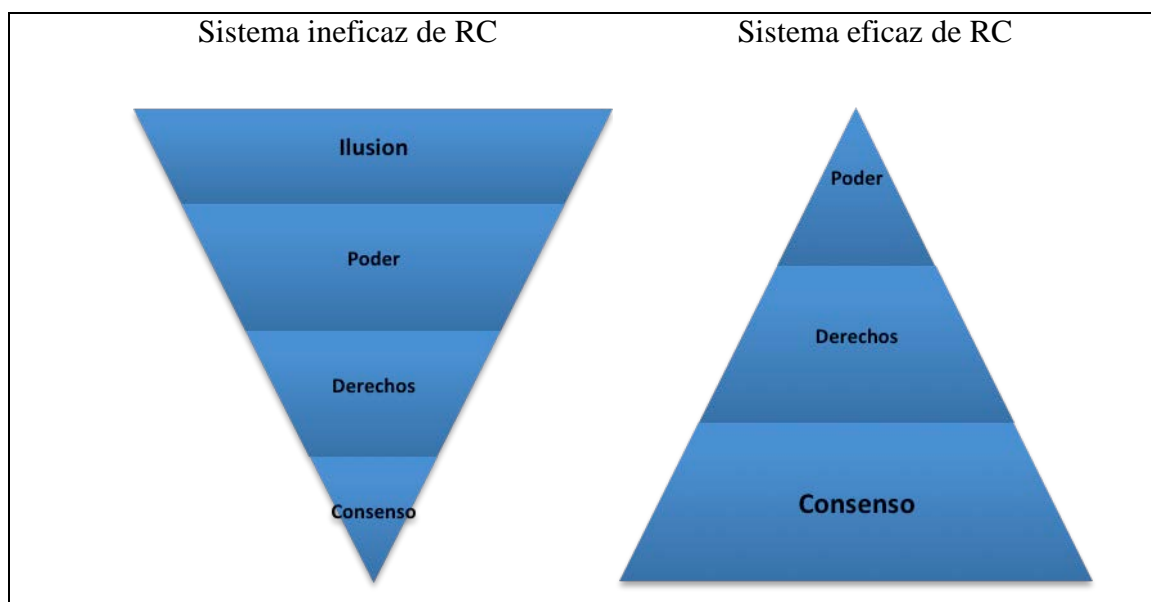 Sistema ineficaz de RC
Sistema eficaz de RC
Ilusion
Poder
Derechos
Consenso
Poder
Derechos
Consenso